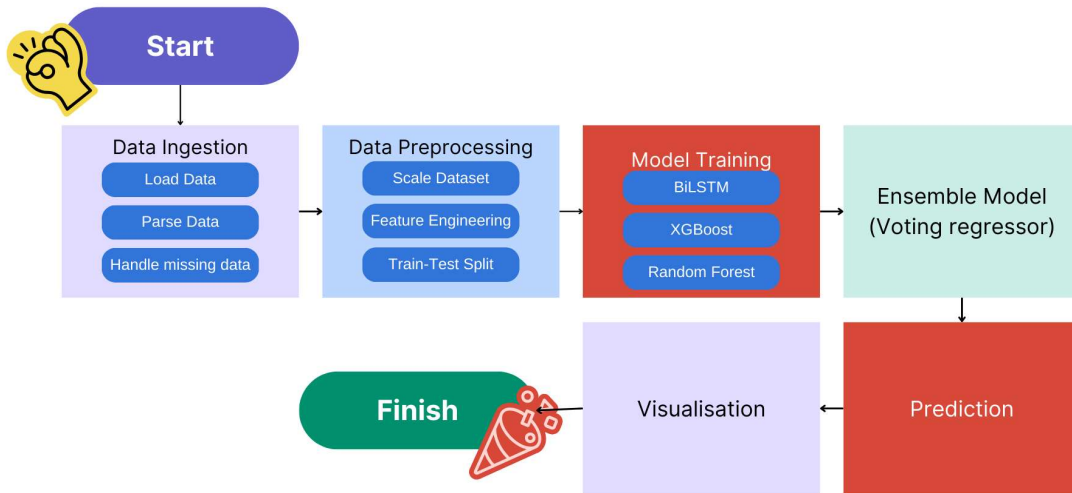 Start
Data Ingestion
Load Data
Parse Data
Handle missing data
Data Preprocessing
Scale Dataset
Feature Engineering
Train-Test Split
Model Training
BiLSTM
XGBoost
Random Forest
Ensemble Model
(Voting regressor)
Prediction
Visualisation
Finish